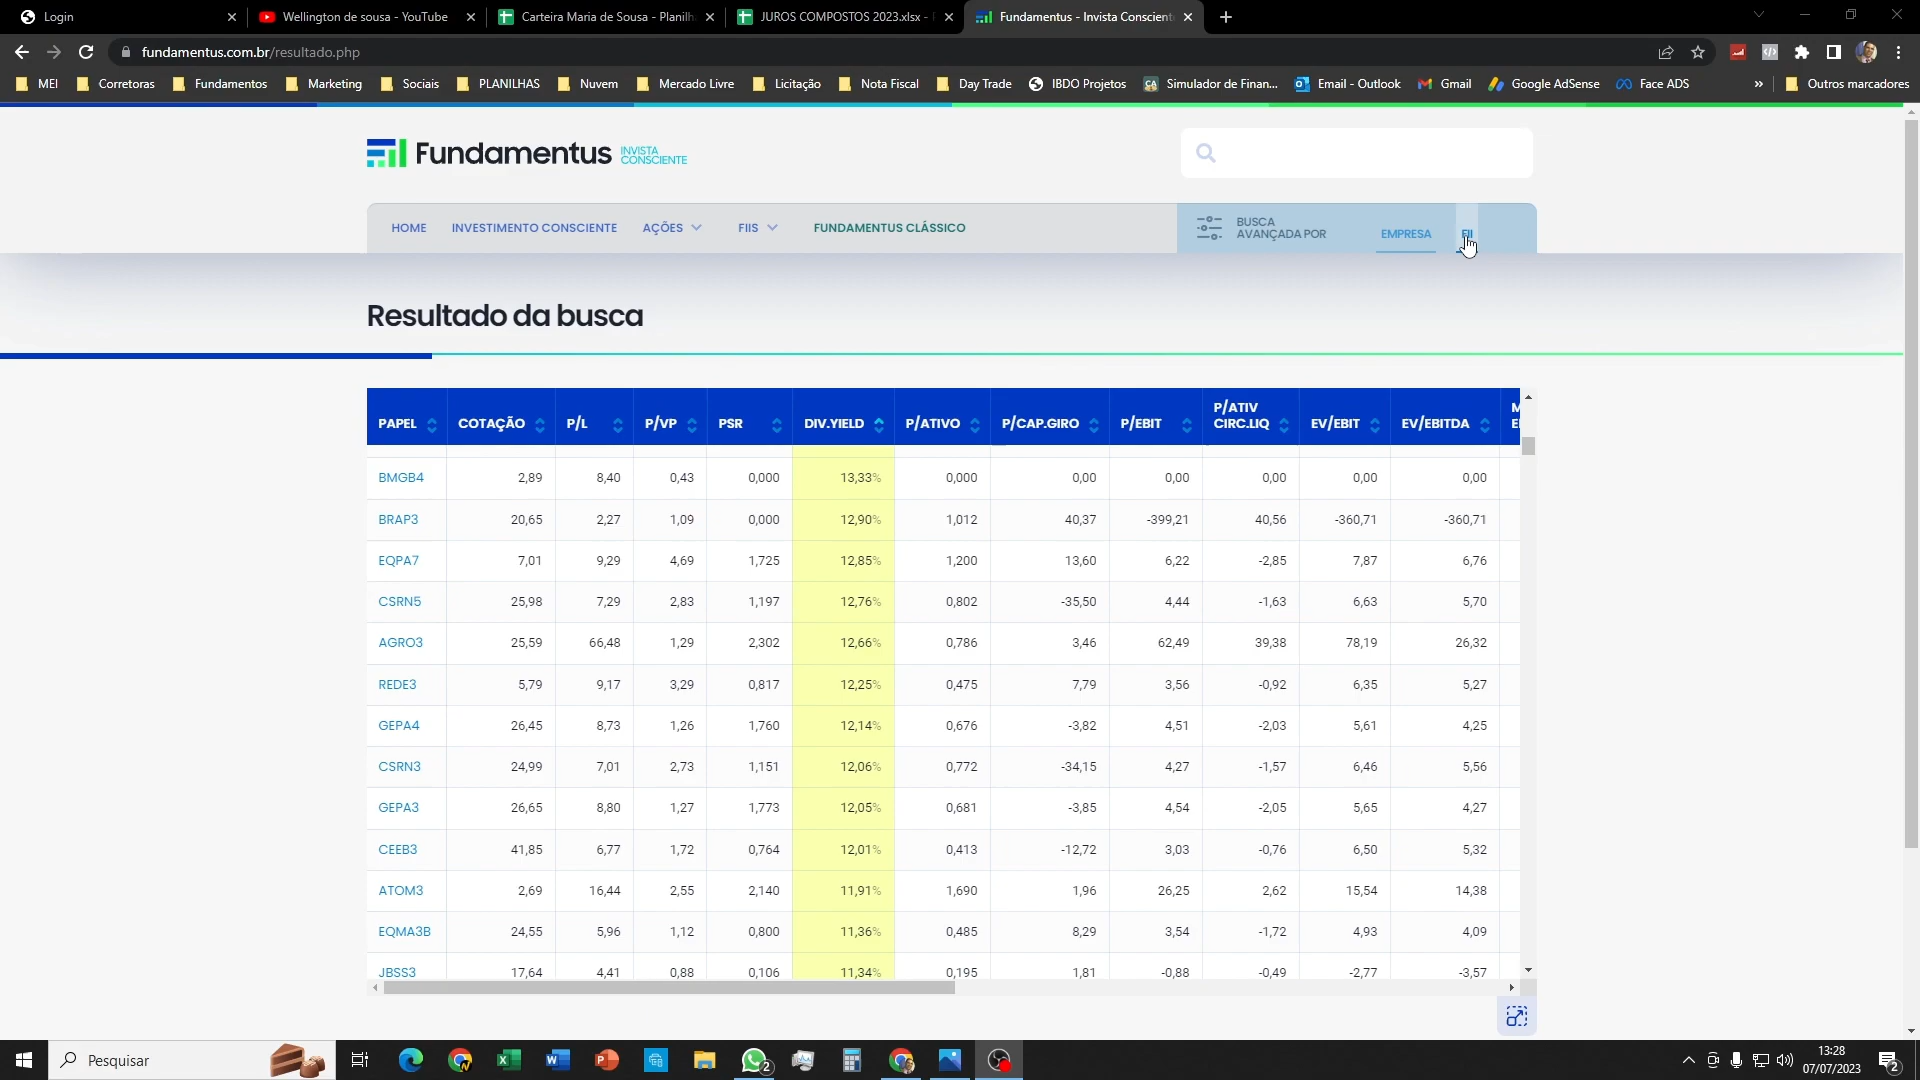 Login
Wellington de sousa - YouTube
Carteira Maria de Sousa - Planilh
JUROS COMPOSTOS 2023.xlsx -
Fundamentus - Invista Conscient
fundamentus.com.br/resultado.php
MEI
Corretoras
Fundamentos
Marketing
Sociais
PLANILHAS
Nuvem
Mercado Livre
Licitação
Nota Fiscal
Day Trade
IBDO Projetos
Simulador de Finan...
Email - Outlook
Gmail
Google AdSense
Face ADS
»
Outros marcadores
Fundamentus INVISTA
CONSCIENTE
HOME INVESTIMENTO CONSCIENTE AÇÕES FIIS FUNDAMENTUS CLÁSSICO
BUSCA
AVANÇADA POR
EMPRESA FII
Resultado da busca
PAPEL COTAÇÃO P/L P/VP PSR DIV.YIELD P/ATIVO P/CAP.GIRO P/EBIT P/ATIV CIRC.LIQ EV/EBIT EV/EBITDA
BMGB4 2,89 8,40 0,43 0,000 13,33% 0,000 0,00 0,00 0,00 0,00 0,00
BRAP3 20,65 2,27 1,09 0,000 12,90% 1,012 40,37 -399,21 40,56 -360,71 -360,71
EQPA7 7,01 9,29 4,69 1,725 12,85% 1,200 13,60 6,22 -2,85 7,87 6,76
CSRN5 25,98 7,29 2,83 1,197 12,76% 0,802 -35,50 4,44 -1,63 6,63 5,70
AGRO3 25,59 66,48 1,29 2,302 12,66% 0,786 3,46 62,49 39,38 78,19 26,32
REDE3 5,79 9,17 3,29 0,817 12,25% 0,475 7,79 3,56 -0,92 6,35 5,27
GEPA4 26,45 8,73 1,26 1,760 12,14% 0,676 -3,82 4,51 -2,03 5,61 4,25
CSRN3 24,99 7,01 2,73 1,151 12,06% 0,772 -34,15 4,27 -1,57 6,46 5,56
GEPA3 26,65 8,80 1,27 1,773 12,05% 0,681 -3,85 4,54 -2,05 5,65 4,27
CEEB3 41,85 6,77 1,72 0,764 12,01% 0,413 -12,72 3,03 -0,76 6,50 5,32
ATOM3 2,69 16,44 2,55 2,140 11,91% 1,690 1,96 26,25 2,62 15,54 14,38
EQMA3B 24,55 5,96 1,12 0,800 11,36% 0,485 8,29 3,54 -1,72 4,93 4,09
JBSS3 17,64 4,41 0,88 0,106 11,34% 0,195 1,81 -0,88 -0,49 -2,77 -3,57
Pesquisar
2
13:28
07/07/2023
2